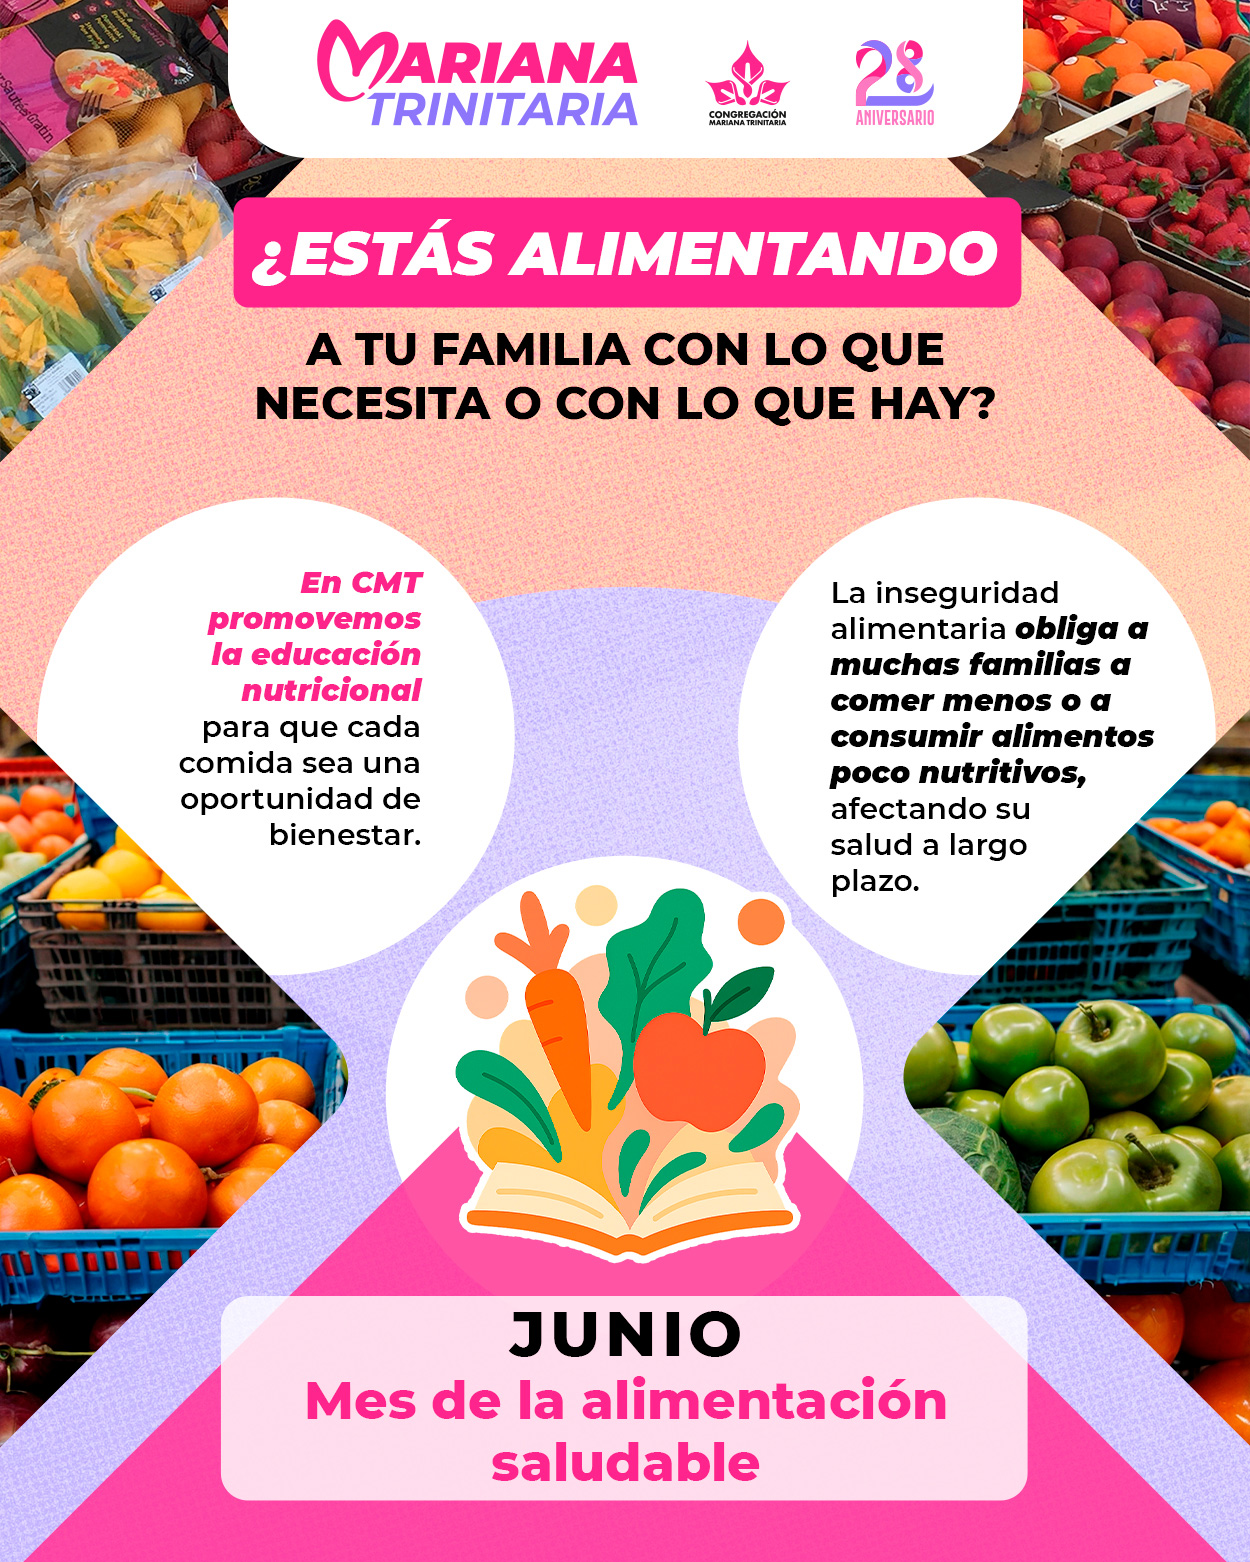 MARIANA
TRINITARIA
CONGREGACIÓN
MARIANA TRINITARIA
28
ANIVERSARIO
¿ESTÁS ALIMENTANDO
A TU FAMILIA CON LO QUE
NECESITA O CON LO QUE HAY?
En CMT
promovemos
la educación
nutricional
para que cada
comida sea una
oportunidad de
bienestar.
La inseguridad
alimentaria obliga a
muchas familias a
comer menos o a
consumir alimentos
poco nutritivos,
afectando su
salud a largo
plazo.
JUNIO
Mes de la alimentación
saludable